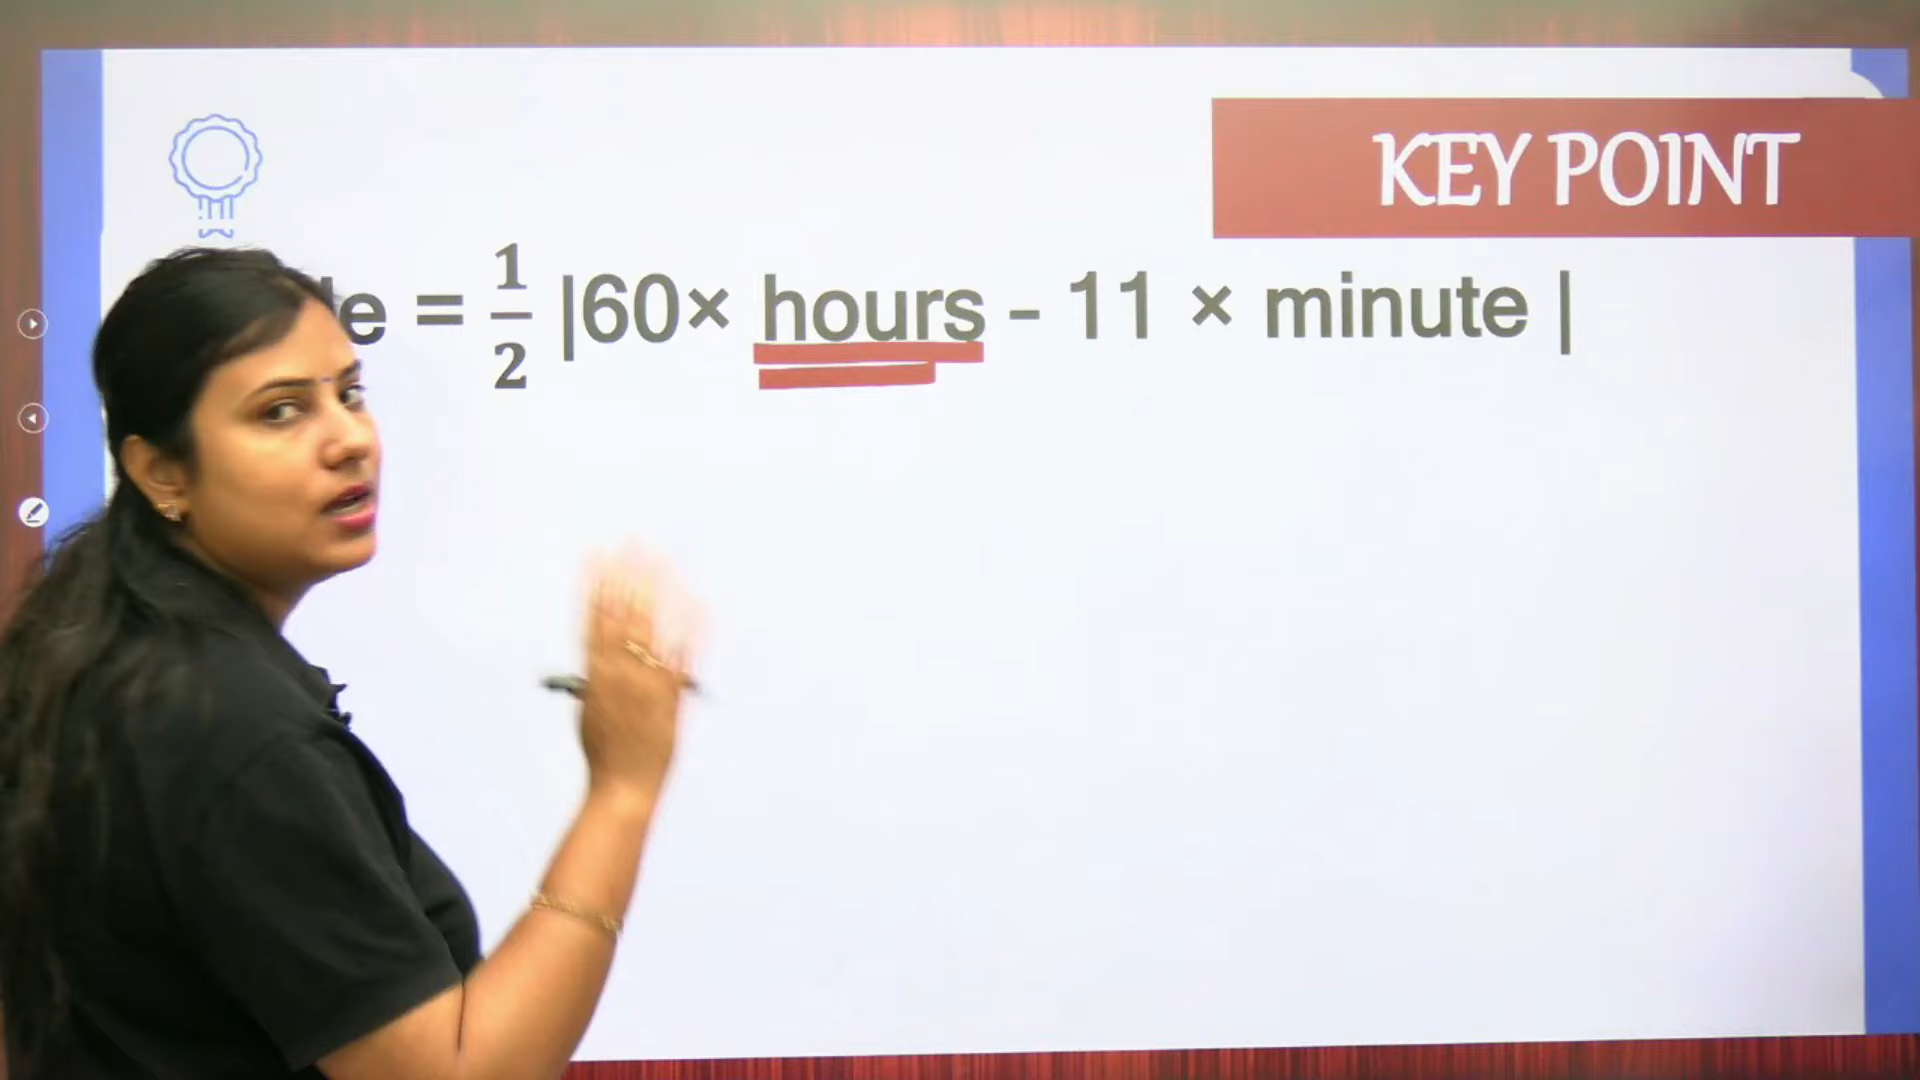 KEY POINT
= 1/2 |60× hours - 11 × minute |